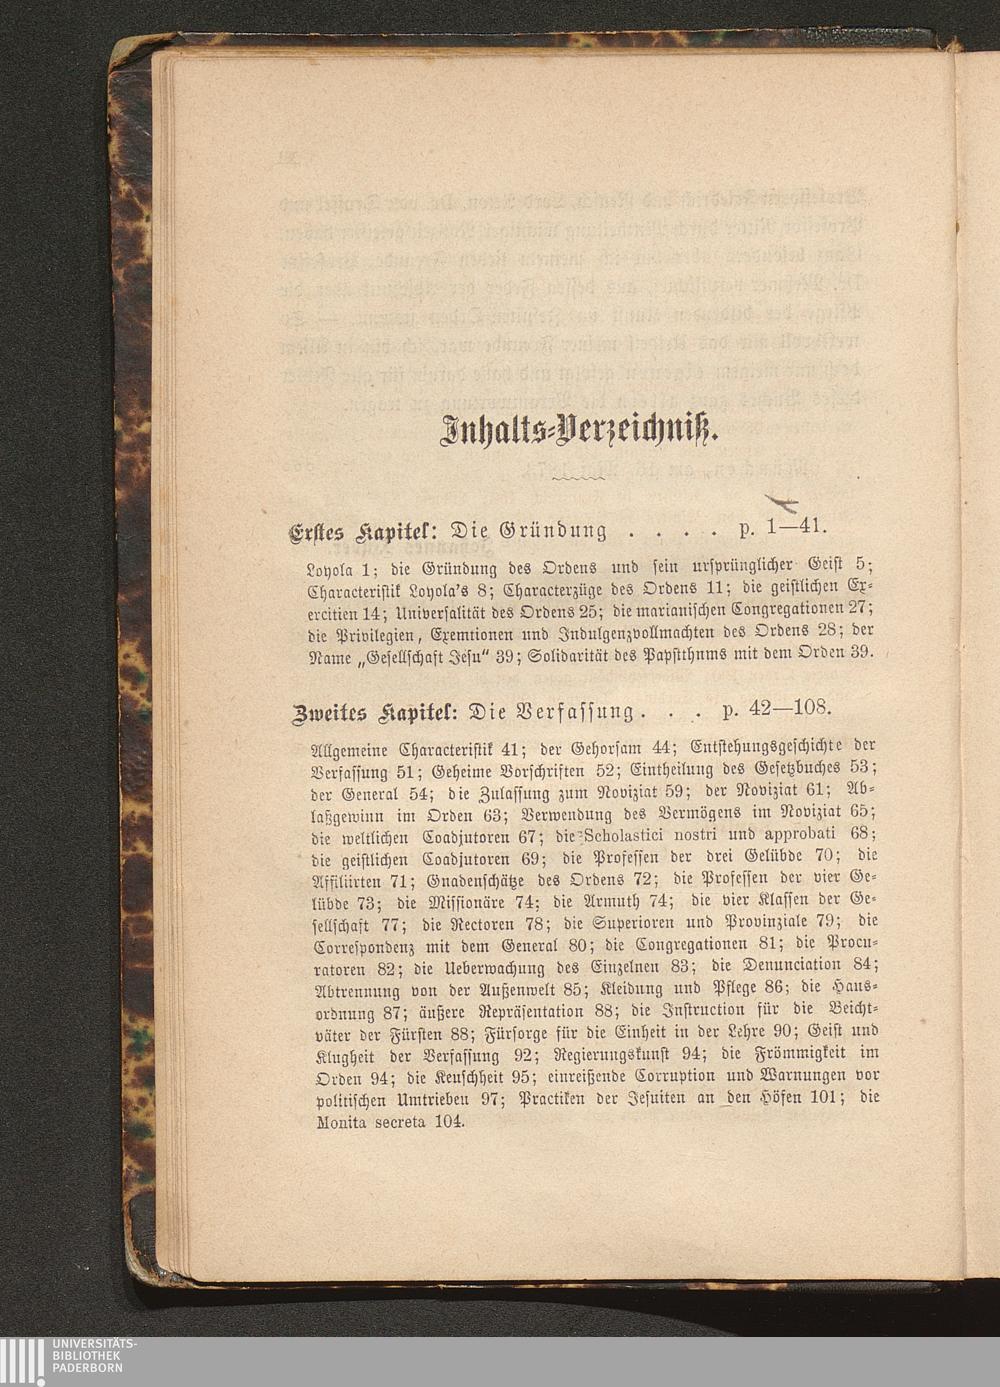 Inhalts-Verzeichniß.
Erstes Kapitel: Die Gründung . . . . p. 1—41.
Loyola 1; die Gründung des Ordens und sein ursprünglicher Geist 5;
Characteristik Loyola's 8; Characterzüge des Ordens 11; die geistlichen Ex-
ercitien 14; Universalität des Ordens 25; die marianischen Congregationen 27;
die Privilegien, Exemtionen und Indulgenzvollmachten des Ordens 28; der
Name „Gesellschaft Jesu“ 39; Solidarität des Papstthums mit dem Orden 39.
Zweites Kapitel: Die Verfassung . . . p. 42—108.
Allgemeine Characteristik 41; der Gehorsam 44; Entstehungsgeschichte der
Verfassung 51; Geheime Vorschriften 52; Eintheilung des Gesetzbuches 53;
der General 54; die Zulassung zum Noviziat 59; der Noviziat 61; Ab-
laßgewinn im Orden 63; Verwendung des Vermögens im Noviziat 65;
die weltlichen Coadjutoren 67; die Scholastici nostri und approbati 68;
die geistlichen Coadjutoren 69; die Professen der drei Gelübde 70; die
Affiliirten 71; Gnadenschätze des Ordens 72; die Professen der vier Ge-
lübde 73; die Missionäre 74; die Armuth 74; die vier Klassen der Ge-
sellschaft 77; die Rectoren 78; die Superioren und Provinziale 79; die
Correspondenz mit dem General 80; die Congregationen 81; die Procu-
ratoren 82; die Ueberwachung des Einzelnen 83; die Denunciation 84;
Abtrennung von der Außenwelt 85; Kleidung und Pflege 86; die Haus-
ordnung 87; äußere Repräsentation 88; die Instruction für die Beicht-
väter der Fürsten 88; Fürsorge für die Einheit in der Lehre 90; Geist und
Klugheit der Verfassung 92; Regierungskunst 94; die Frömmigkeit im
Orden 94; die Keuschheit 95; einreißende Corruption und Warnungen vor
politischen Umtrieben 97; Practiken der Jesuiten an den Höfen 101; die
Monita secreta 104.
UNIVERSITÄTS-
BIBLIOTHEK
PADERBORN